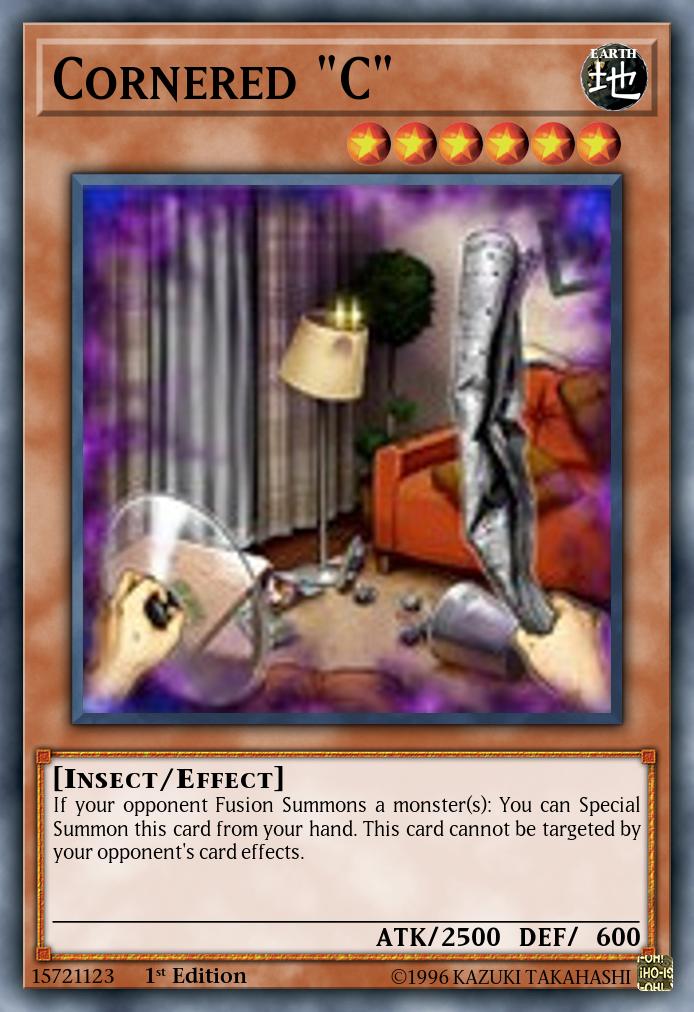 CORNERED "C"
EARTH
地
[INSECT/EFFECT]
If your opponent Fusion Summons a monster(s): You can Special
Summon this card from your hand. This card cannot be targeted by
your opponent's card effects.
ATK/2500 DEF/ 600
15721123 1st Edition ©1996 KAZUKI TAKAHASHI